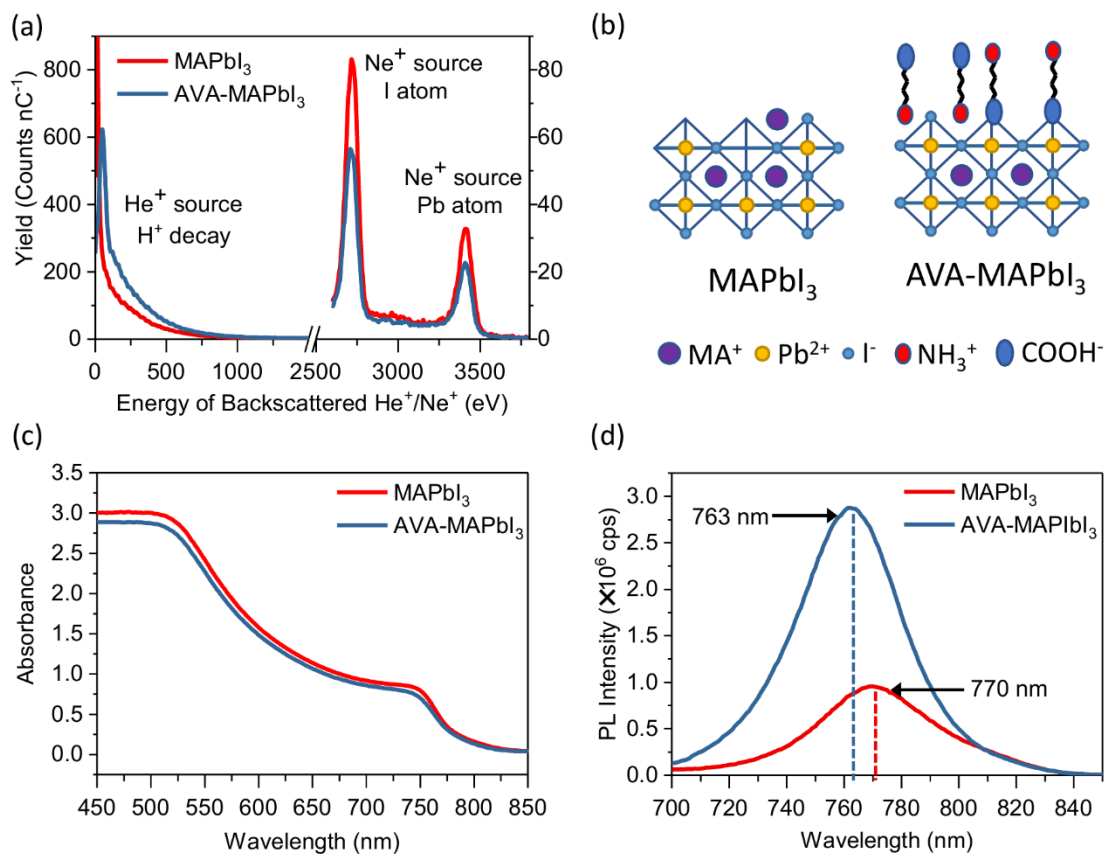 (a)
MAPbI₃
AVA-MAPbI₃
Ne⁺ source
I atom
Ne⁺ source
Pb atom
He⁺ source
H⁺ decay
Yield (Counts nC⁻¹)
800
600
400
200
0
80
60
40
20
0
0 500 1000 2500 3000 3500
Energy of Backscattered He⁺/Ne⁺ (eV)
(b)
MAPbI₃
AVA-MAPbI₃
MA⁺ Pb²⁺ I⁻ NH₃⁺ COOH⁻
(c)
MAPbI₃
AVA-MAPbI₃
Absorbance
3.5
3.0
2.5
2.0
1.5
1.0
0.5
0.0
450 500 550 600 650 700 750 800 850
Wavelength (nm)
(d)
MAPbI₃
AVA-MAPIbI₃
763 nm
770 nm
PL Intensity (×10⁶ cps)
3.0
2.5
2.0
1.5
1.0
0.5
0.0
700 720 740 760 780 800 820
Wavelength (nm)